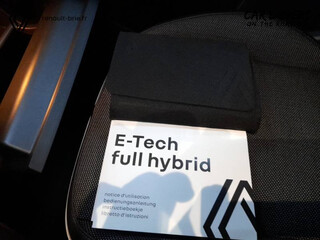 E-Tech
full hybrid
notice d'utilisation
bedienungsanleitung
instructieboekje
libretto d'istruzioni